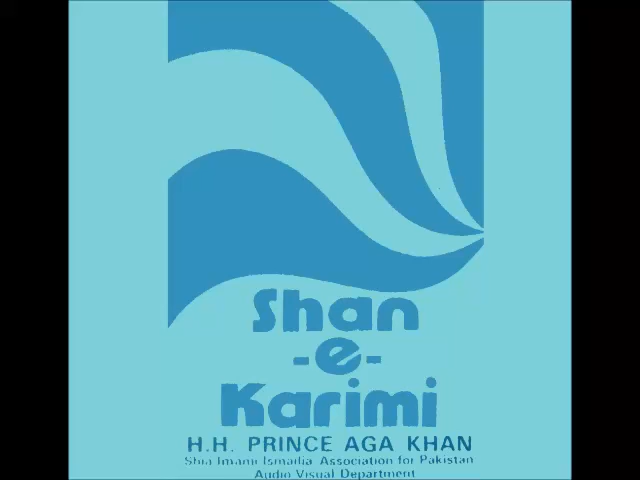 Shan
-e-
Karimi
H.H. PRINCE AGA KHAN
Shia Imami Ismailia Association for Pakistan
Audio Visual Department